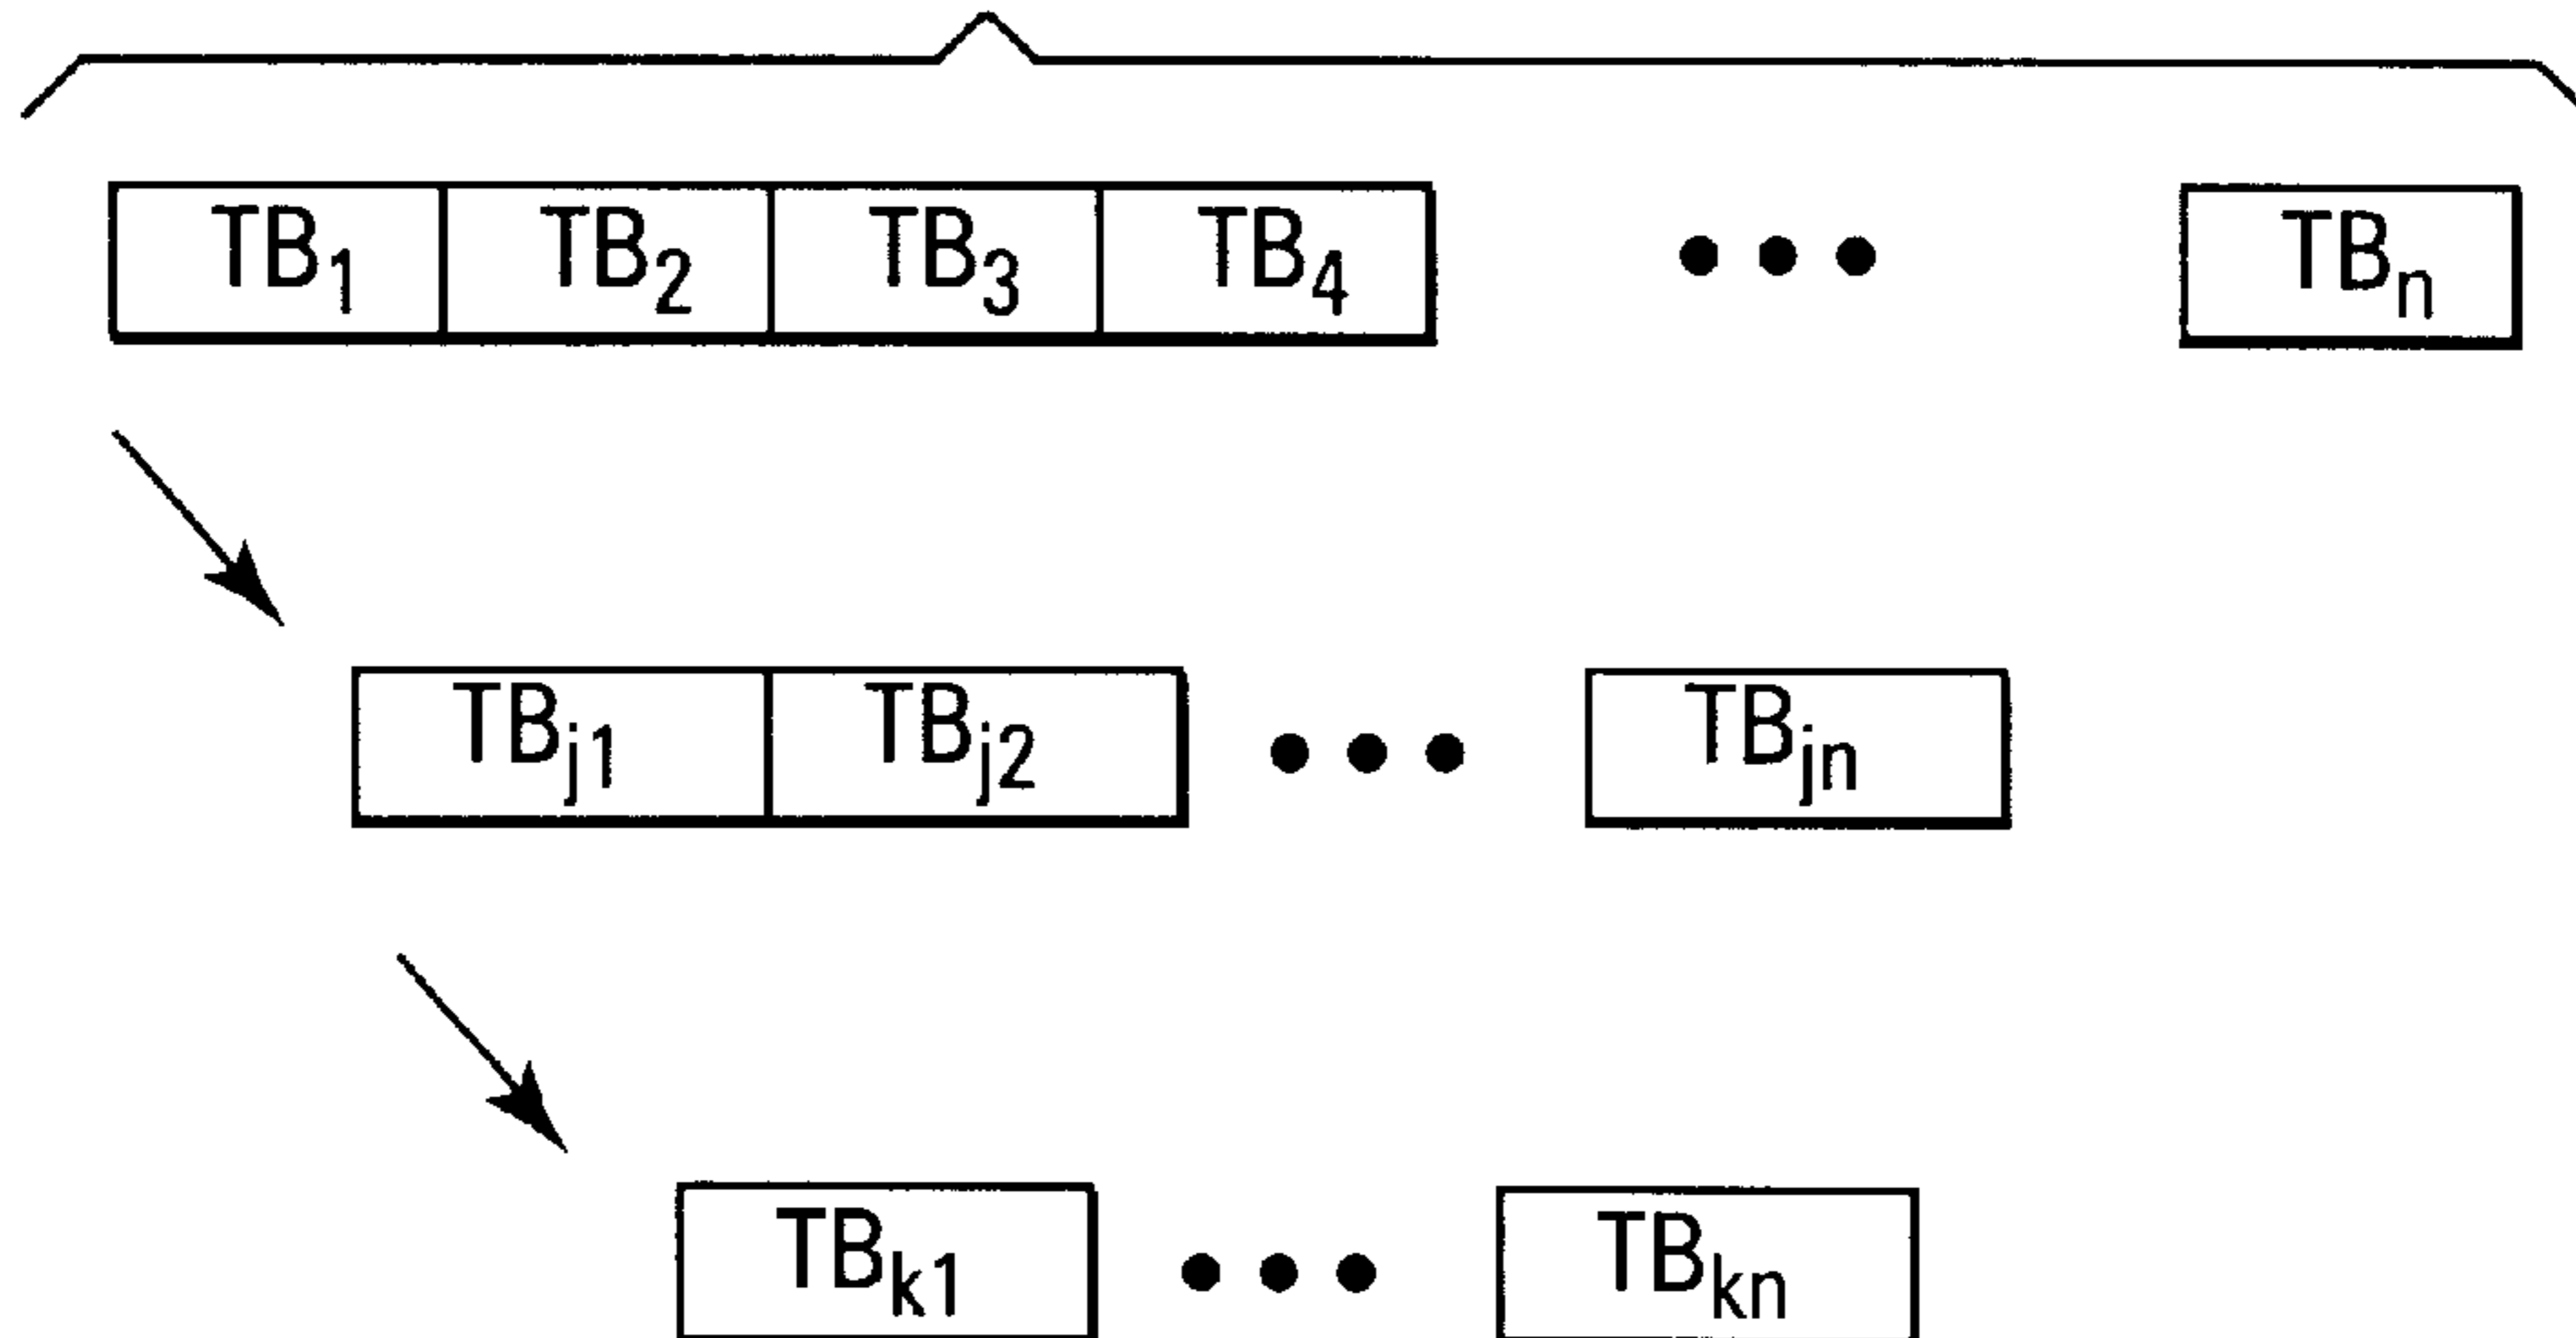 TB1 TB2 TB3 TB4 ••• TBn
TBj1 TBj2 ••• TBjn
TBk1 ••• TBkn